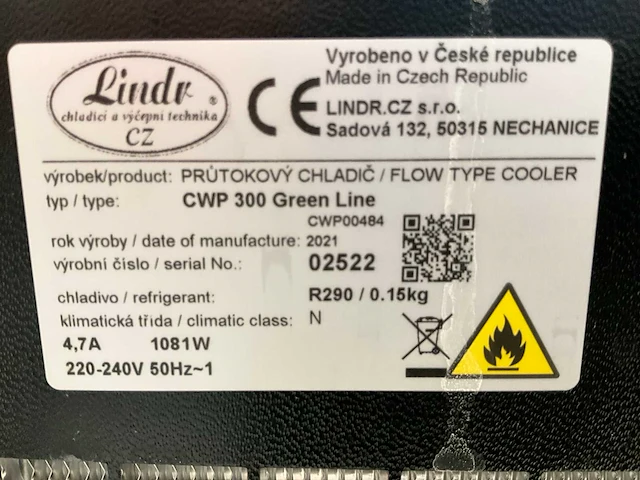 Lindr ®
chladicí a výčepní technika
CZ
CE
Vyrobeno v České republice
Made in Czech Republic
LINDR.CZ s.r.o.
Sadová 132, 50315 NECHANICE
výrobek/product: PRŮTOKOVÝ CHLADIČ / FLOW TYPE COOLER
typ / type: CWP 300 Green Line
CWP00484
rok výroby / date of manufacture: 2021
výrobní číslo / serial No.: 02522
chladivo / refrigerant: R290 / 0.15kg
klimatická třída / climatic class: N
4,7A 1081W
220-240V 50Hz~1